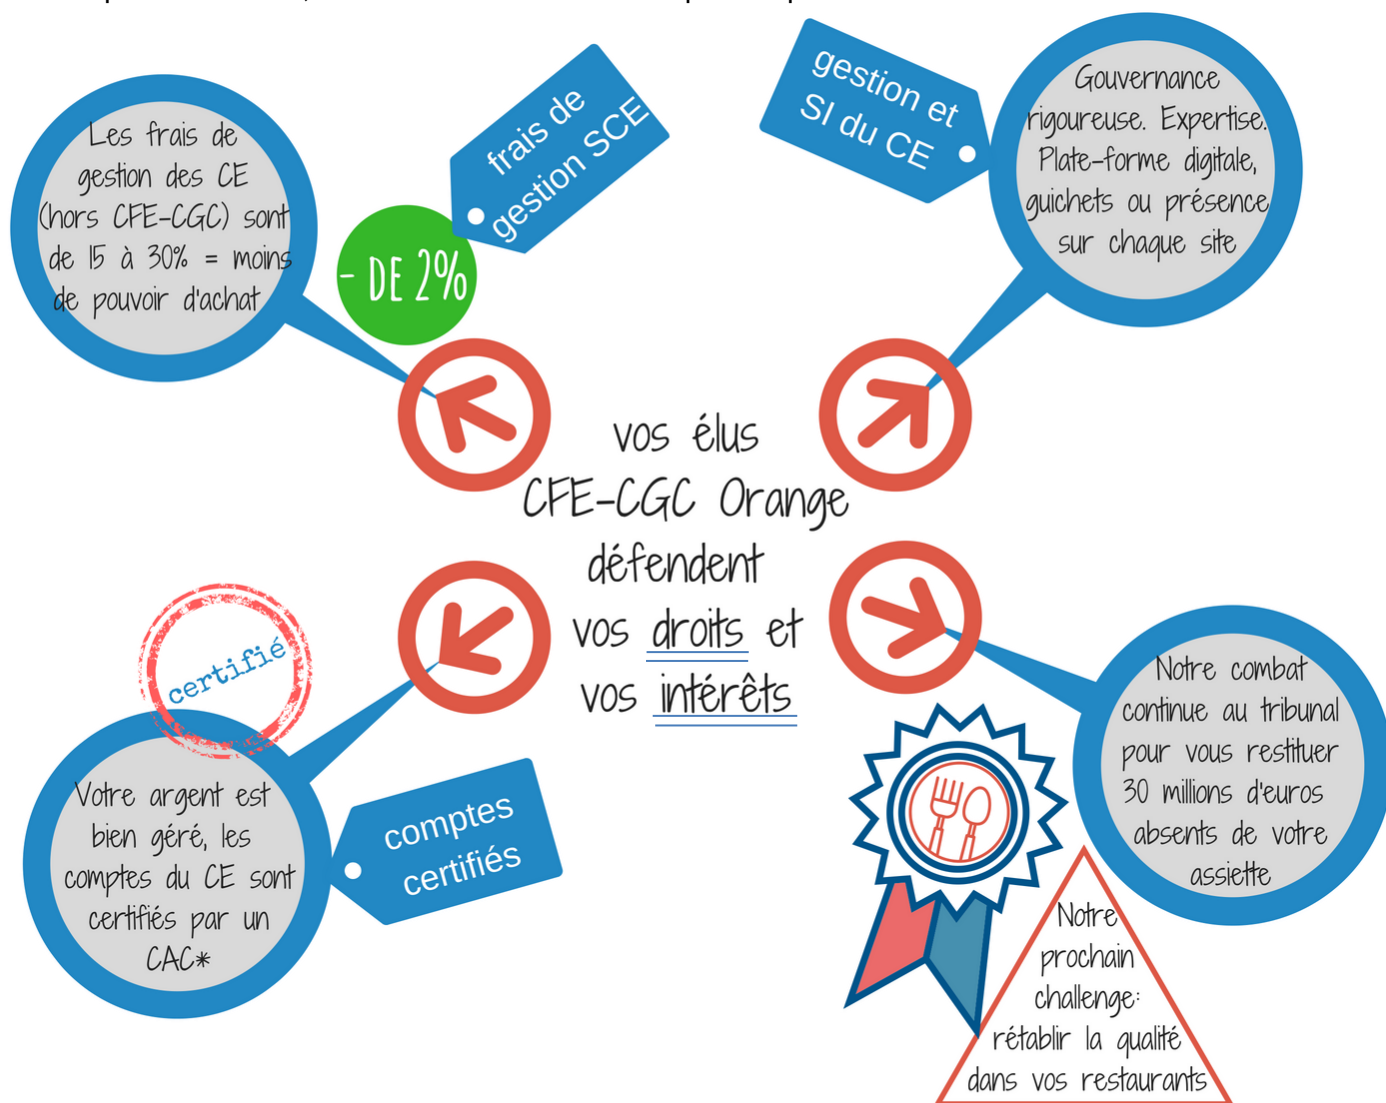 Les frais de
gestion des CE
(hors CFE-CGC) sont
de 15 à 30% = moins
de pouvoir d'achat
- DE 2%
frais de
gestion SCE
gestion et
SI du CE
Gouvernance
rigoureuse. Expertise.
Plate-forme digitale,
guichets ou présence
sur chaque site
vos élus
CFE-CGC Orange
défendent
vos droits et
vos intérêts
certifié
Votre argent est
bien géré, les
comptes du CE sont
certifiés par un
CAC*
comptes
certifiés
Notre combat
continue au tribunal
pour vous restituer
30 millions d'euros
absents de votre
assiette
Notre
prochain
challenge:
rétablir la qualité
dans vos restaurants